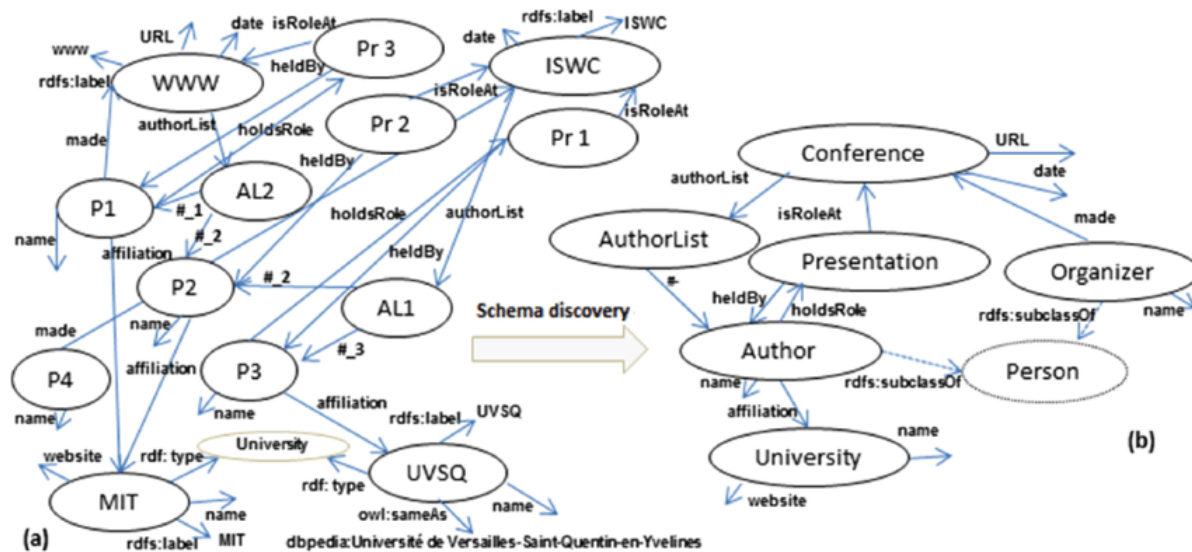 rdfs:label
ISWC
URL
date
isRoleAt
www
Pr 3
date
rdfs:label
WWW
heldBy
ISWC
isRoleAt
authorList
Pr 2
isRoleAt
made
holdsRole
Pr 1
URL
Conference
heldBy
date
authorList
P1
AL2
#_1
holdsRole
authorList
isRoleAt
made
name
#_2
AuthorList
affiliation
heldBy
Presentation
Organizer
P2
#_2
#-
AL1
heldBy
name
made
name
Schema discovery
holdsRole
rdfs:subclassOf
#_3
Author
P4
affiliation
P3
Person
name
rdfs:subclassOf
name
name
affiliation
affiliation
rdfs:label
UVSQ
name
website
University
University
(b)
rdf: type
UVSQ
MIT
rdf: type
website
name
name
owl:sameAs
(a)
rdfs:label
MIT
dbpedia:Université de Versailles-Saint-Quentin-en-Yvelines